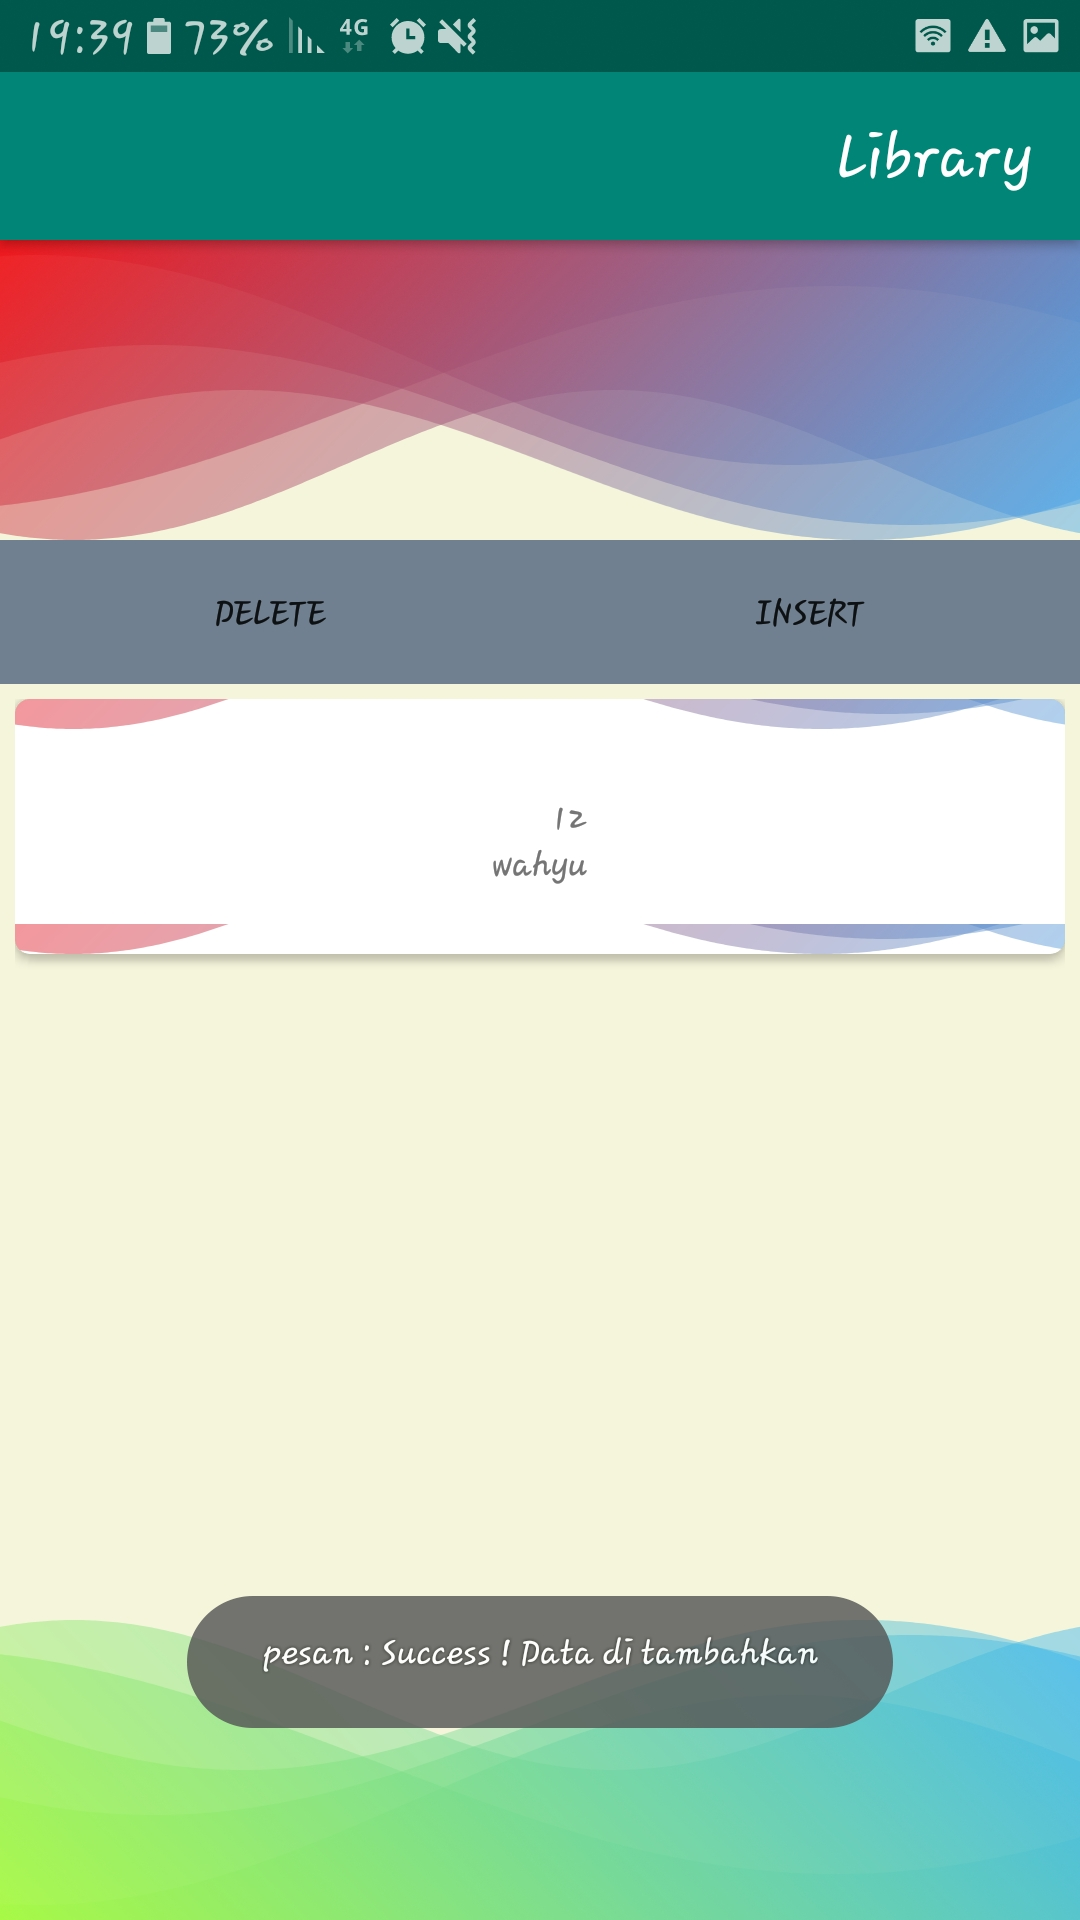 19:39 73% 4G
Library
DELETE INSERT
12
wahyu
pesan : Success ! Data di tambahkan